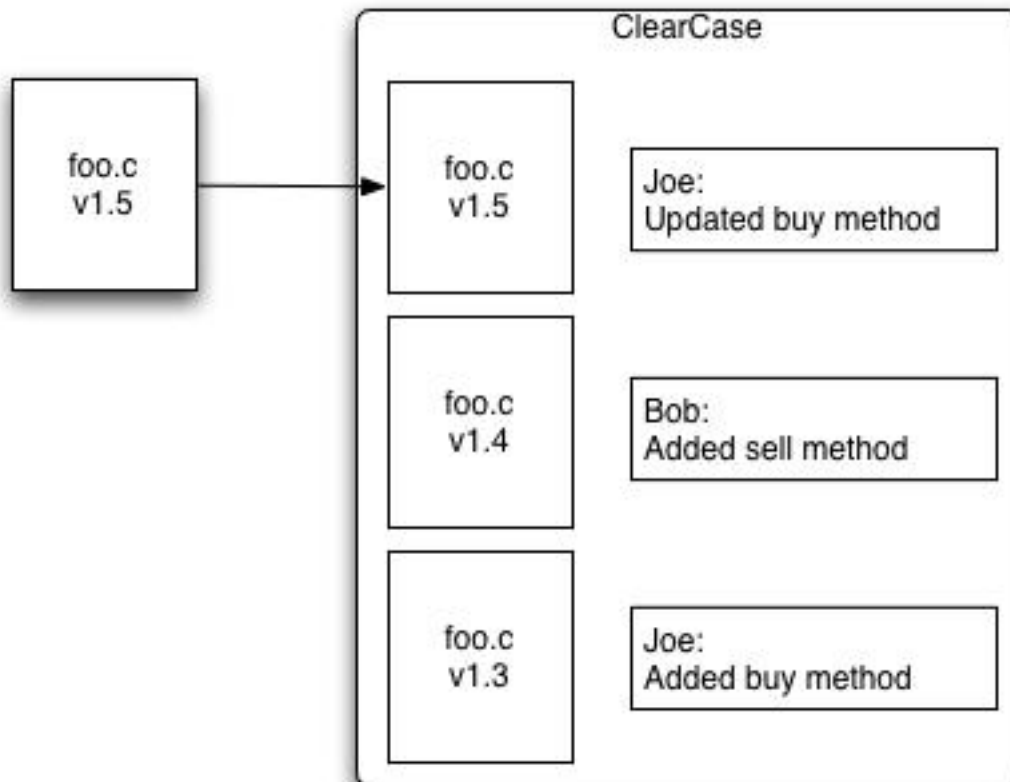 ClearCase
foo.c
v1.5
foo.c
v1.5
Joe:
Updated buy method
foo.c
v1.4
Bob:
Added sell method
foo.c
v1.3
Joe:
Added buy method